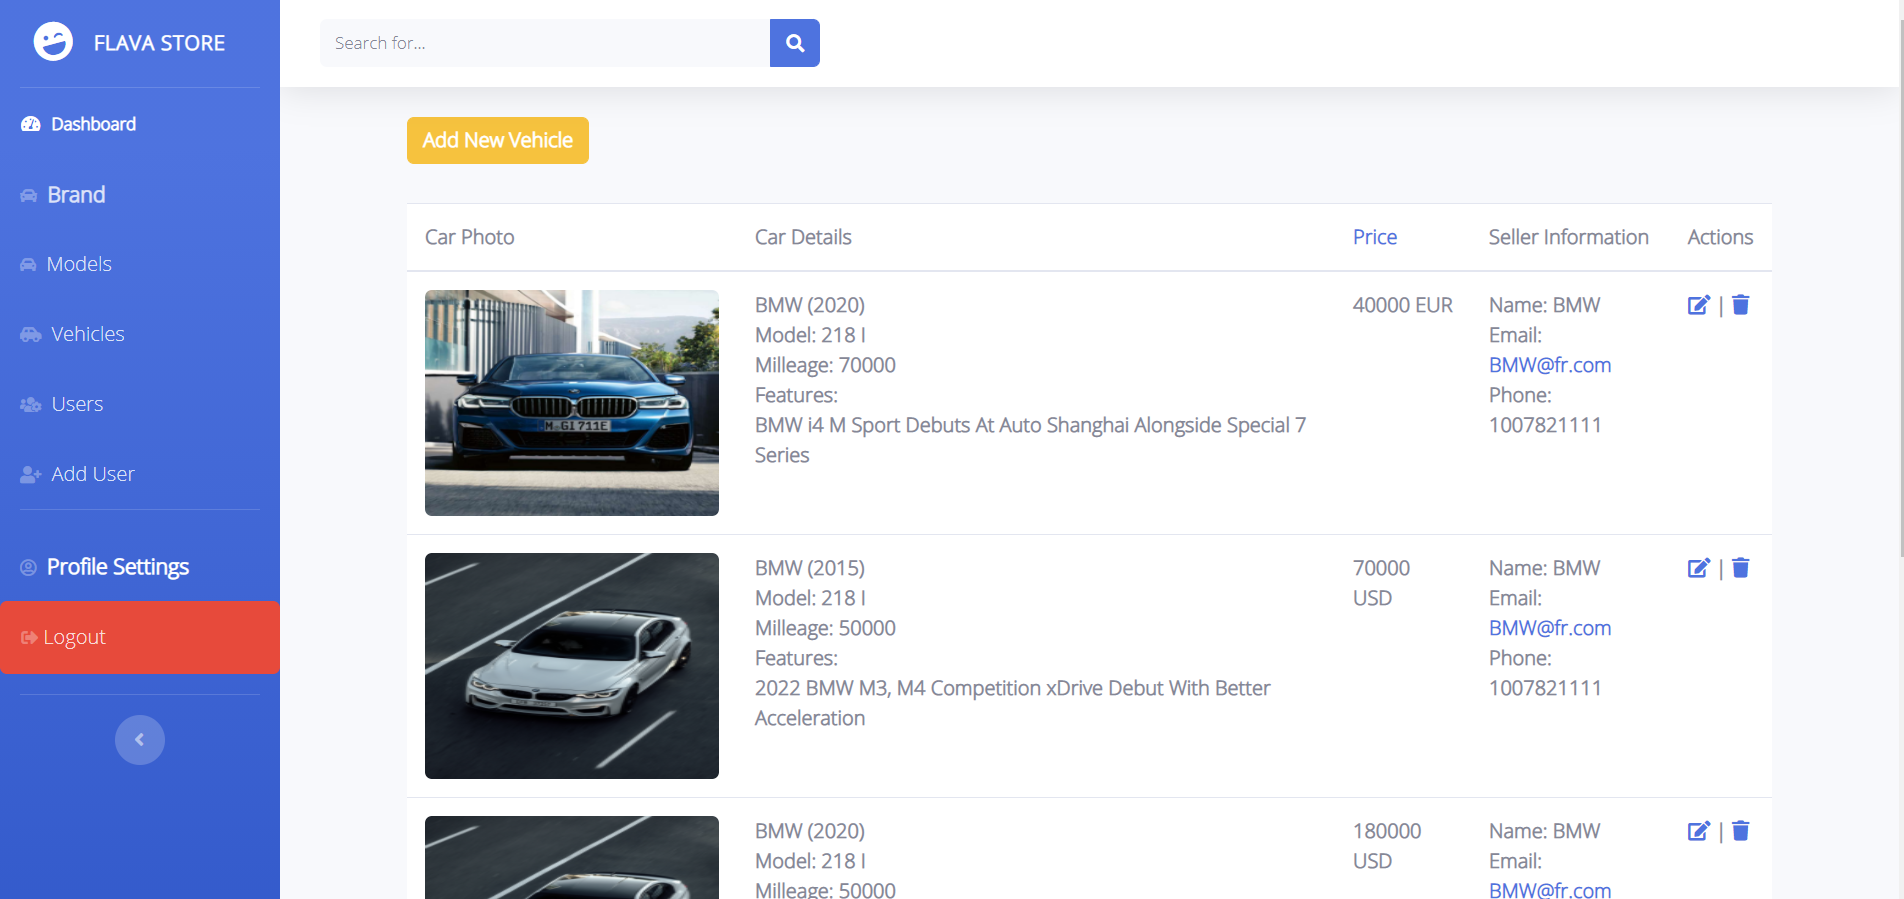 FLAVA STORE
Dashboard
Brand
Models
Vehicles
Users
Add User
Profile Settings
Logout
Search for...
Add New Vehicle
Car Photo
Car Details
Price
Seller Information
Actions
M GI 711E
BMW (2020)
Model: 218 I
Milleage: 70000
Features:
BMW i4 M Sport Debuts At Auto Shanghai Alongside Special 7
Series
40000 EUR
Name: BMW
Email:
BMW@fr.com
Phone:
1007821111
|
BMW (2015)
Model: 218 I
Milleage: 50000
Features:
2022 BMW M3, M4 Competition xDrive Debut With Better
Acceleration
70000
USD
Name: BMW
Email:
BMW@fr.com
Phone:
1007821111
|
BMW (2020)
Model: 218 I
Milleage: 50000
180000
USD
Name: BMW
Email:
BMW@fr.com
|